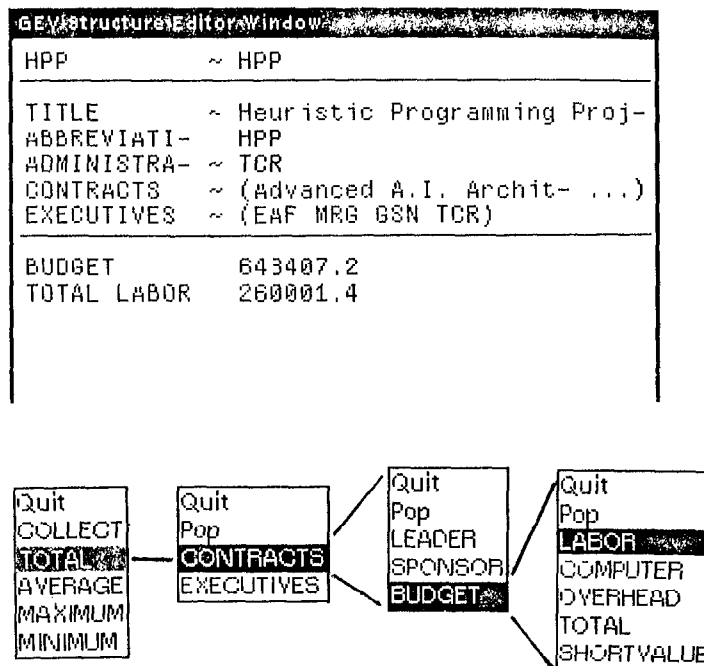 GEV Structure Editor Window
HPP ~ HPP
TITLE ~ Heuristic Programming Proj-
ABBREVIATI- HPP
ADMINISTRA- ~ TCR
CONTRACTS ~ (Advanced A.I. Archit- ...)
EXECUTIVES ~ (EAF MRG GSN TCR)
BUDGET 643407.2
TOTAL LABOR 260001.4
Quit
COLLECT
TOTAL
AVERAGE
MAXIMUM
MINIMUM
Quit
Pop
CONTRACTS
EXECUTIVES
Quit
Pop
LEADER
SPONSOR
BUDGET
Quit
Pop
LABOR
COMPUTER
OVERHEAD
TOTAL
SHORTVALUE